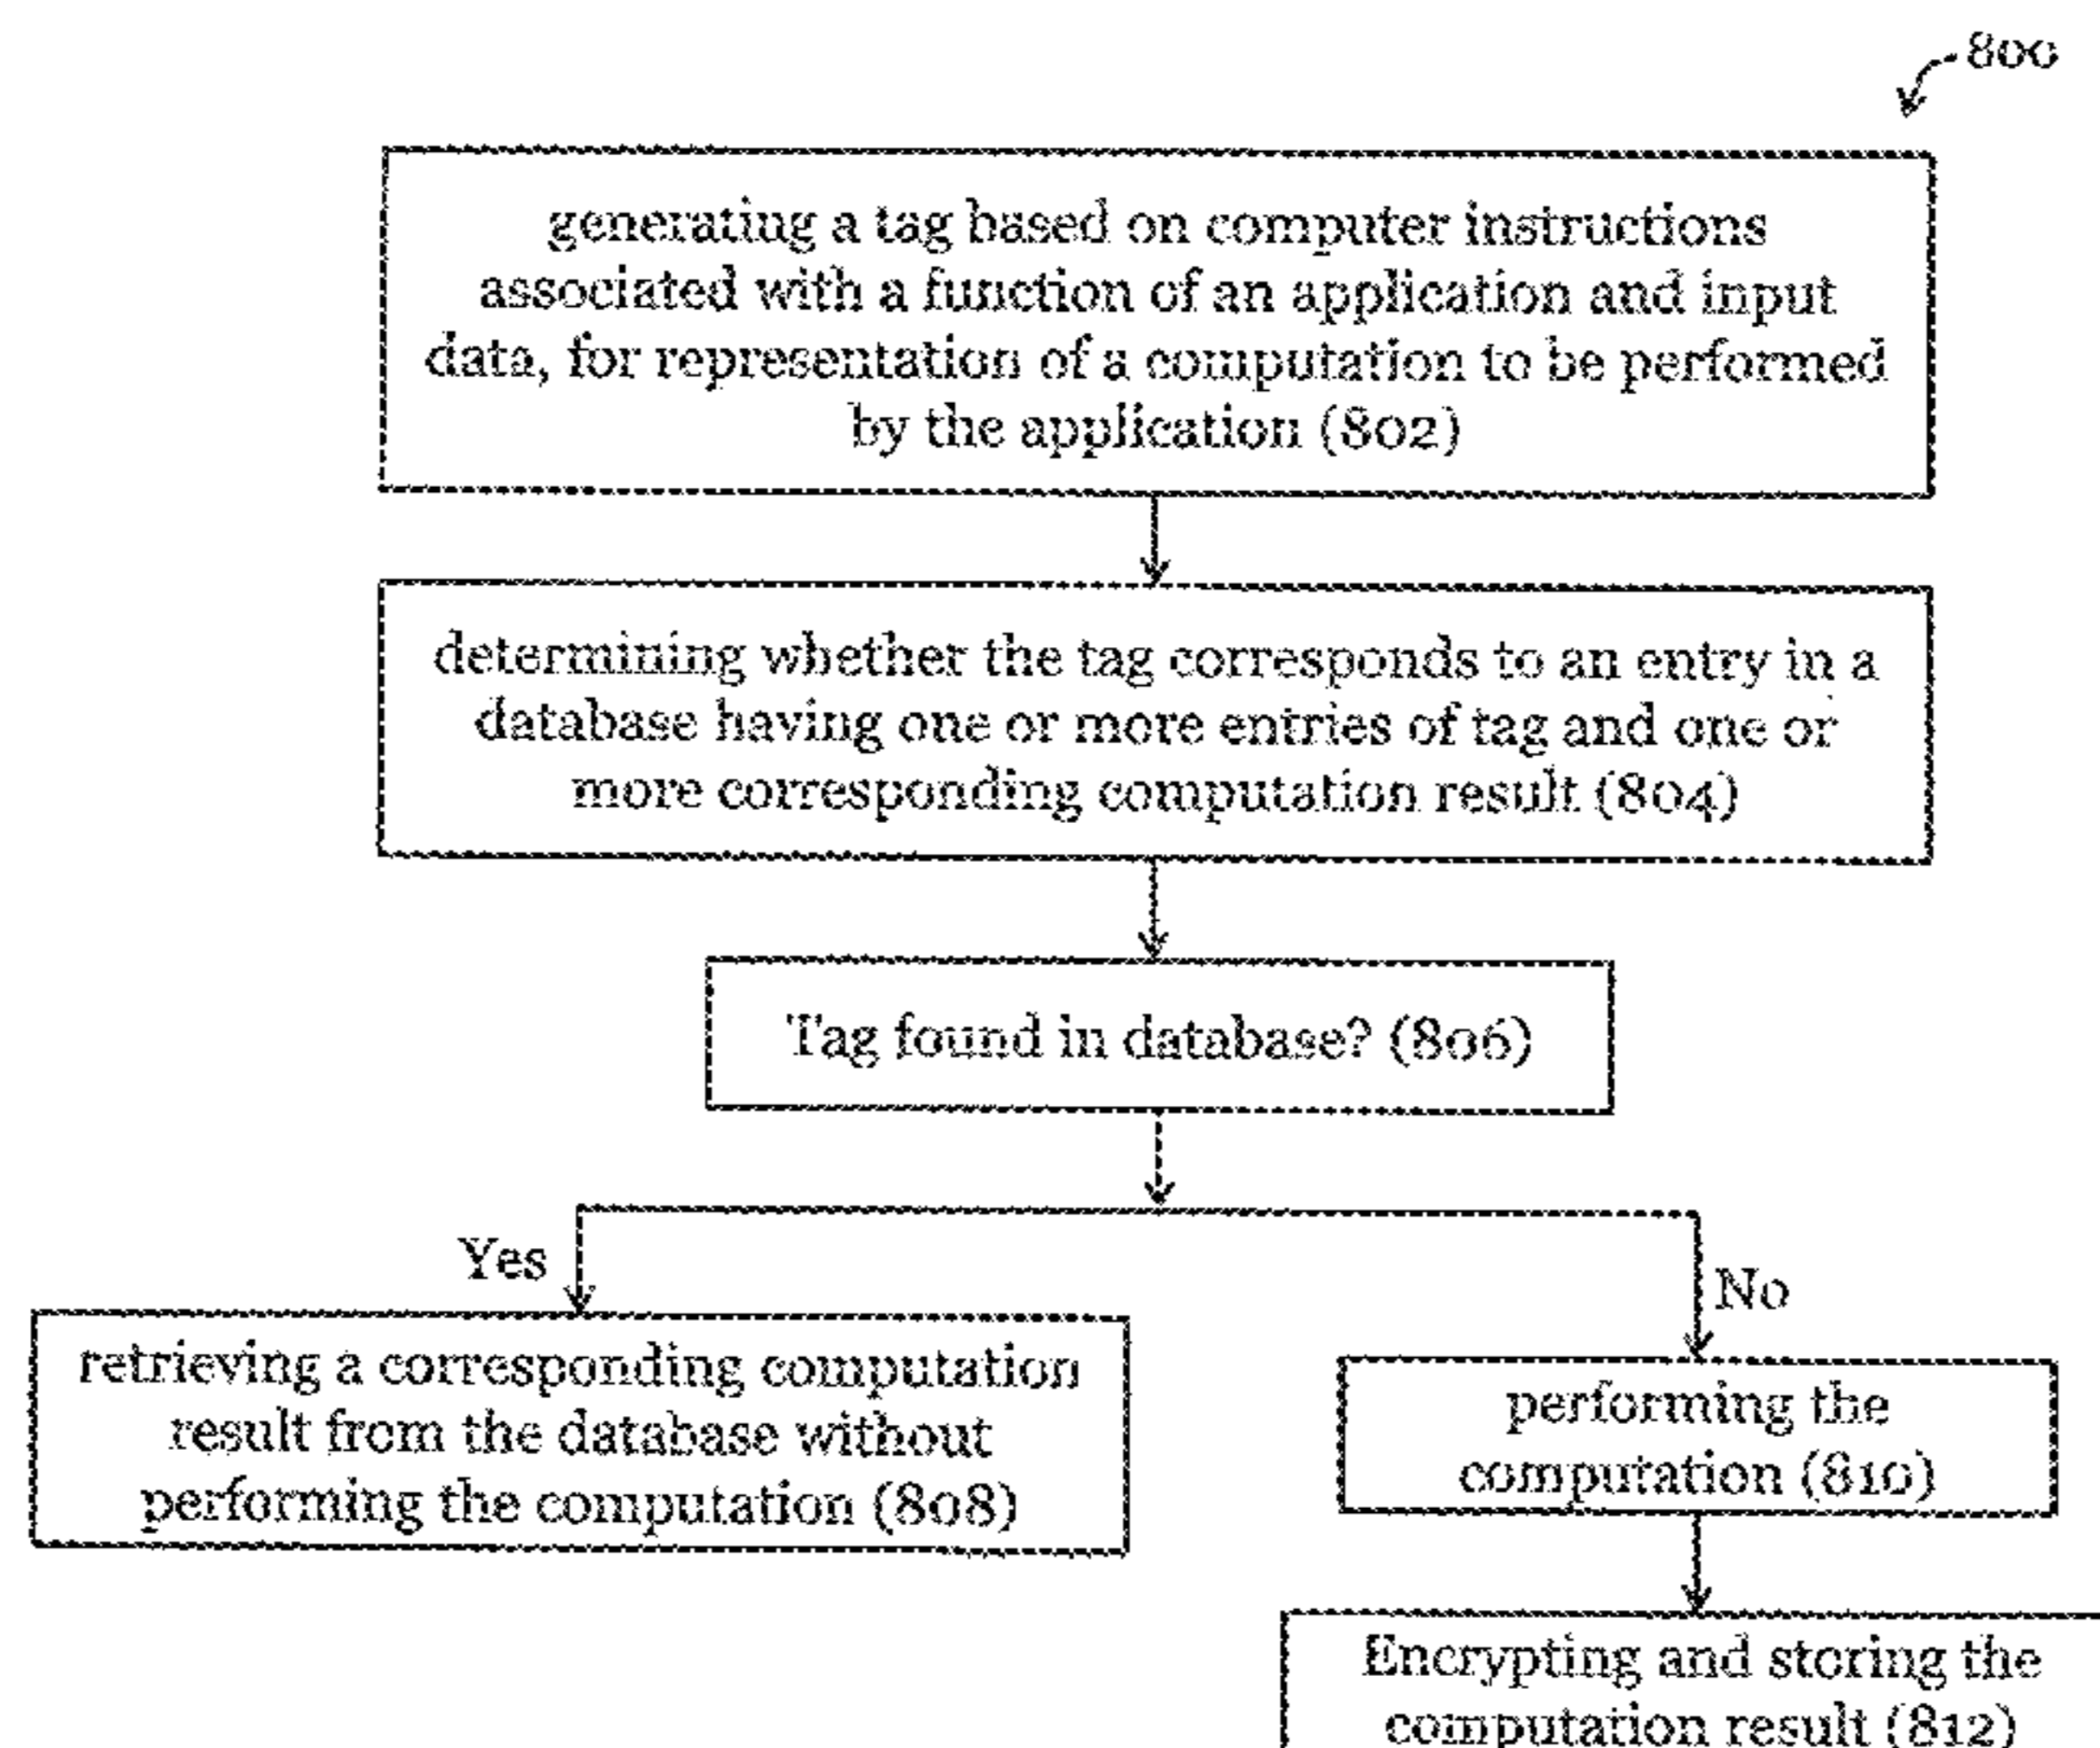 800
generating a tag based on computer instructions
associated with a function of an application and input
data, for representation of a computation to be performed
by the application (802)
determining whether the tag corresponds to an entry in a
database having one or more entries of tag and one or
more corresponding computation result (804)
Tag found in database? (806)
Yes
No
retrieving a corresponding computation
result from the database without
performing the computation (808)
performing the
computation (810)
Encrypting and storing the
computation result (812)